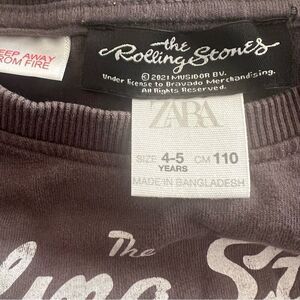 KEEP AWAY
FROM FIRE
the
Rolling Stones
© 2021 MUSIDOR BV.
Under license to Bravado Merchandising.
All Rights Reserved.
ZARA
SIZE 4-5 CM 110
YEARS
MADE IN BANGLADESH
The